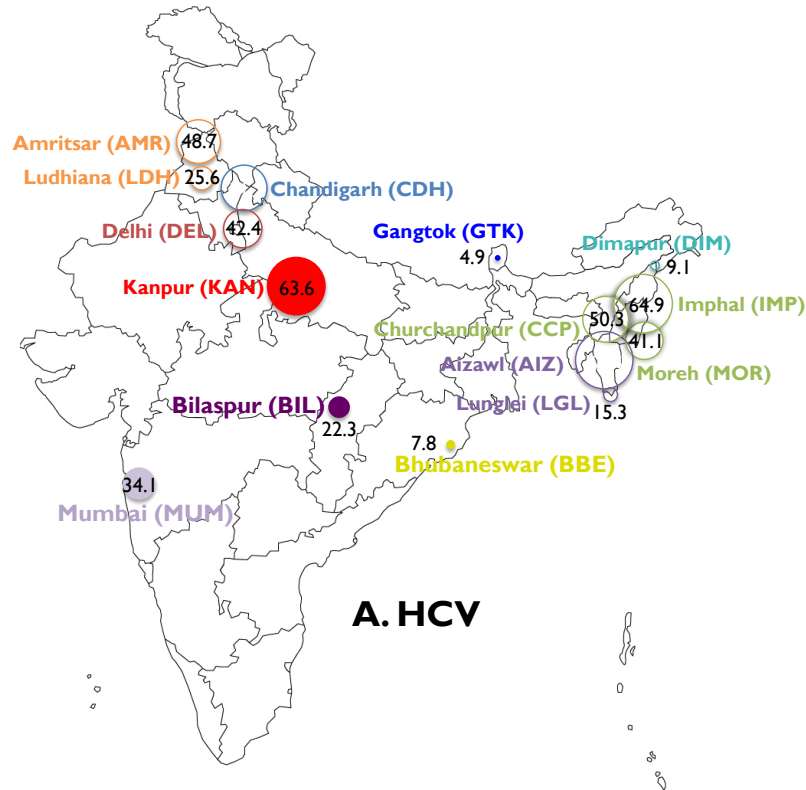 Amritsar (AMR)
48.7
Ludhiana (LDH)
25.6
Chandigarh (CDH)
Delhi (DEL)
42.4
Gangtok (GTK)
4.9
Dimapur (DIM)
9.1
Kanpur (KAN)
63.6
64.9
Imphal (IMP)
Churchandpur (CCP)
50.3
41.1
Aizawl (AIZ)
Moreh (MOR)
Lunglei (LGL)
15.3
Bilaspur (BIL)
22.3
7.8
Bhubaneswar (BBE)
34.1
Mumbai (MUM)
A. HCV